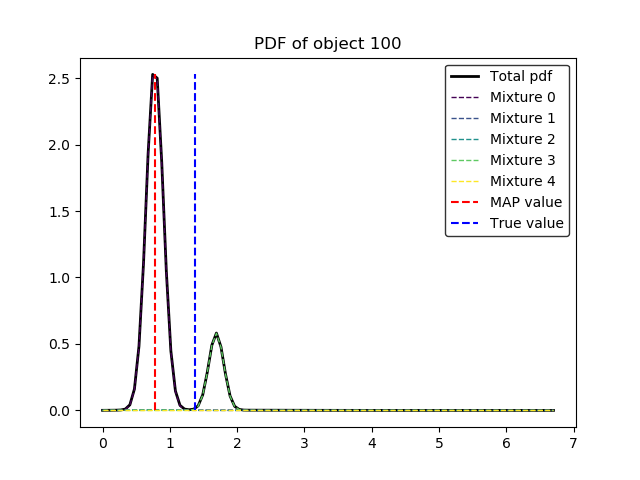 PDF of object 100
Total pdf
Mixture 0
Mixture 1
Mixture 2
Mixture 3
Mixture 4
MAP value
True value
2.5
2.0
1.5
1.0
0.5
0.0
0 1 2 3 4 5 6 7